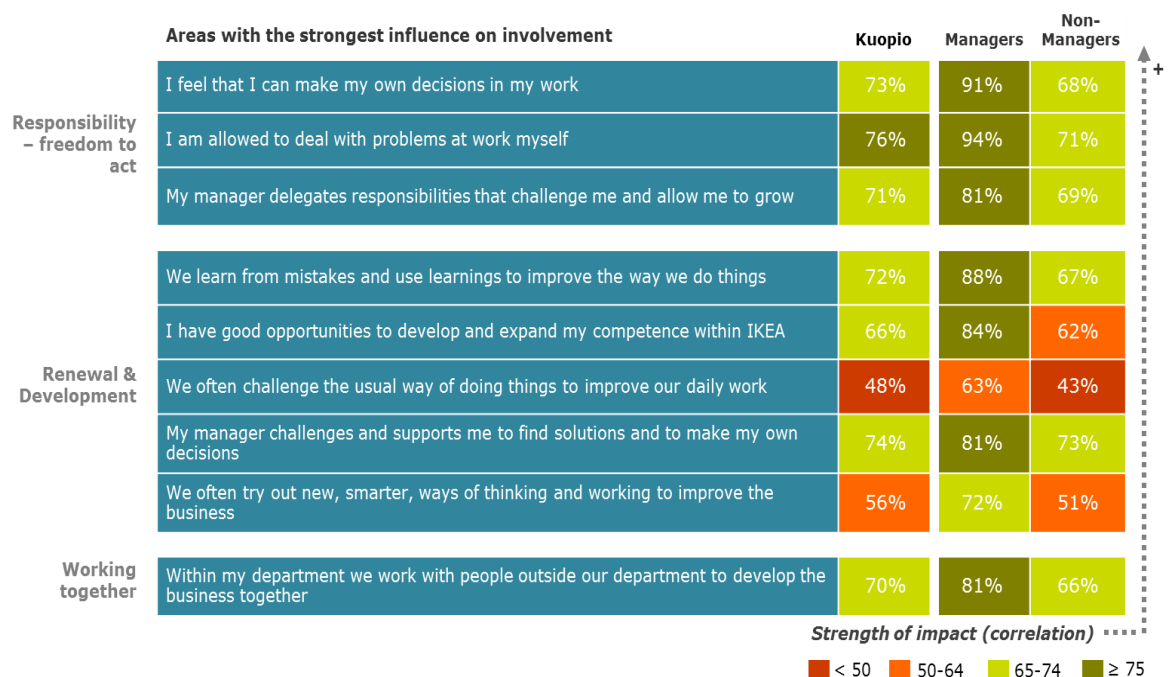 Areas with the strongest influence on involvement
Kuopio
Managers
Non-
Managers
+
Responsibility
– freedom to
act
I feel that I can make my own decisions in my work
73%
91%
68%
I am allowed to deal with problems at work myself
76%
94%
71%
My manager delegates responsibilities that challenge me and allow me to grow
71%
81%
69%
Renewal &
Development
We learn from mistakes and use learnings to improve the way we do things
72%
88%
67%
I have good opportunities to develop and expand my competence within IKEA
66%
84%
62%
We often challenge the usual way of doing things to improve our daily work
48%
63%
43%
My manager challenges and supports me to find solutions and to make my own
decisions
74%
81%
73%
We often try out new, smarter, ways of thinking and working to improve the
business
56%
72%
51%
Working
together
Within my department we work with people outside our department to develop the
business together
70%
81%
66%
Strength of impact (correlation)
< 50
50-64
65-74
≥ 75